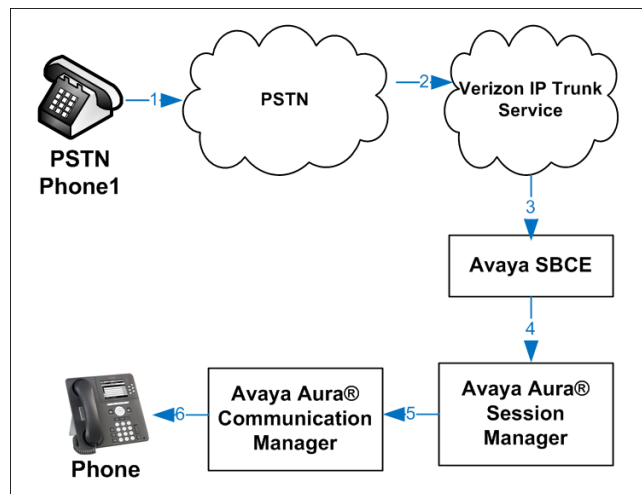 PSTN
Phone1
1
PSTN
2
Verizon IP Trunk
Service
3
Avaya SBCE
4
Avaya Aura®
Session
Manager
5
Avaya Aura®
Communication
Manager
6
Phone